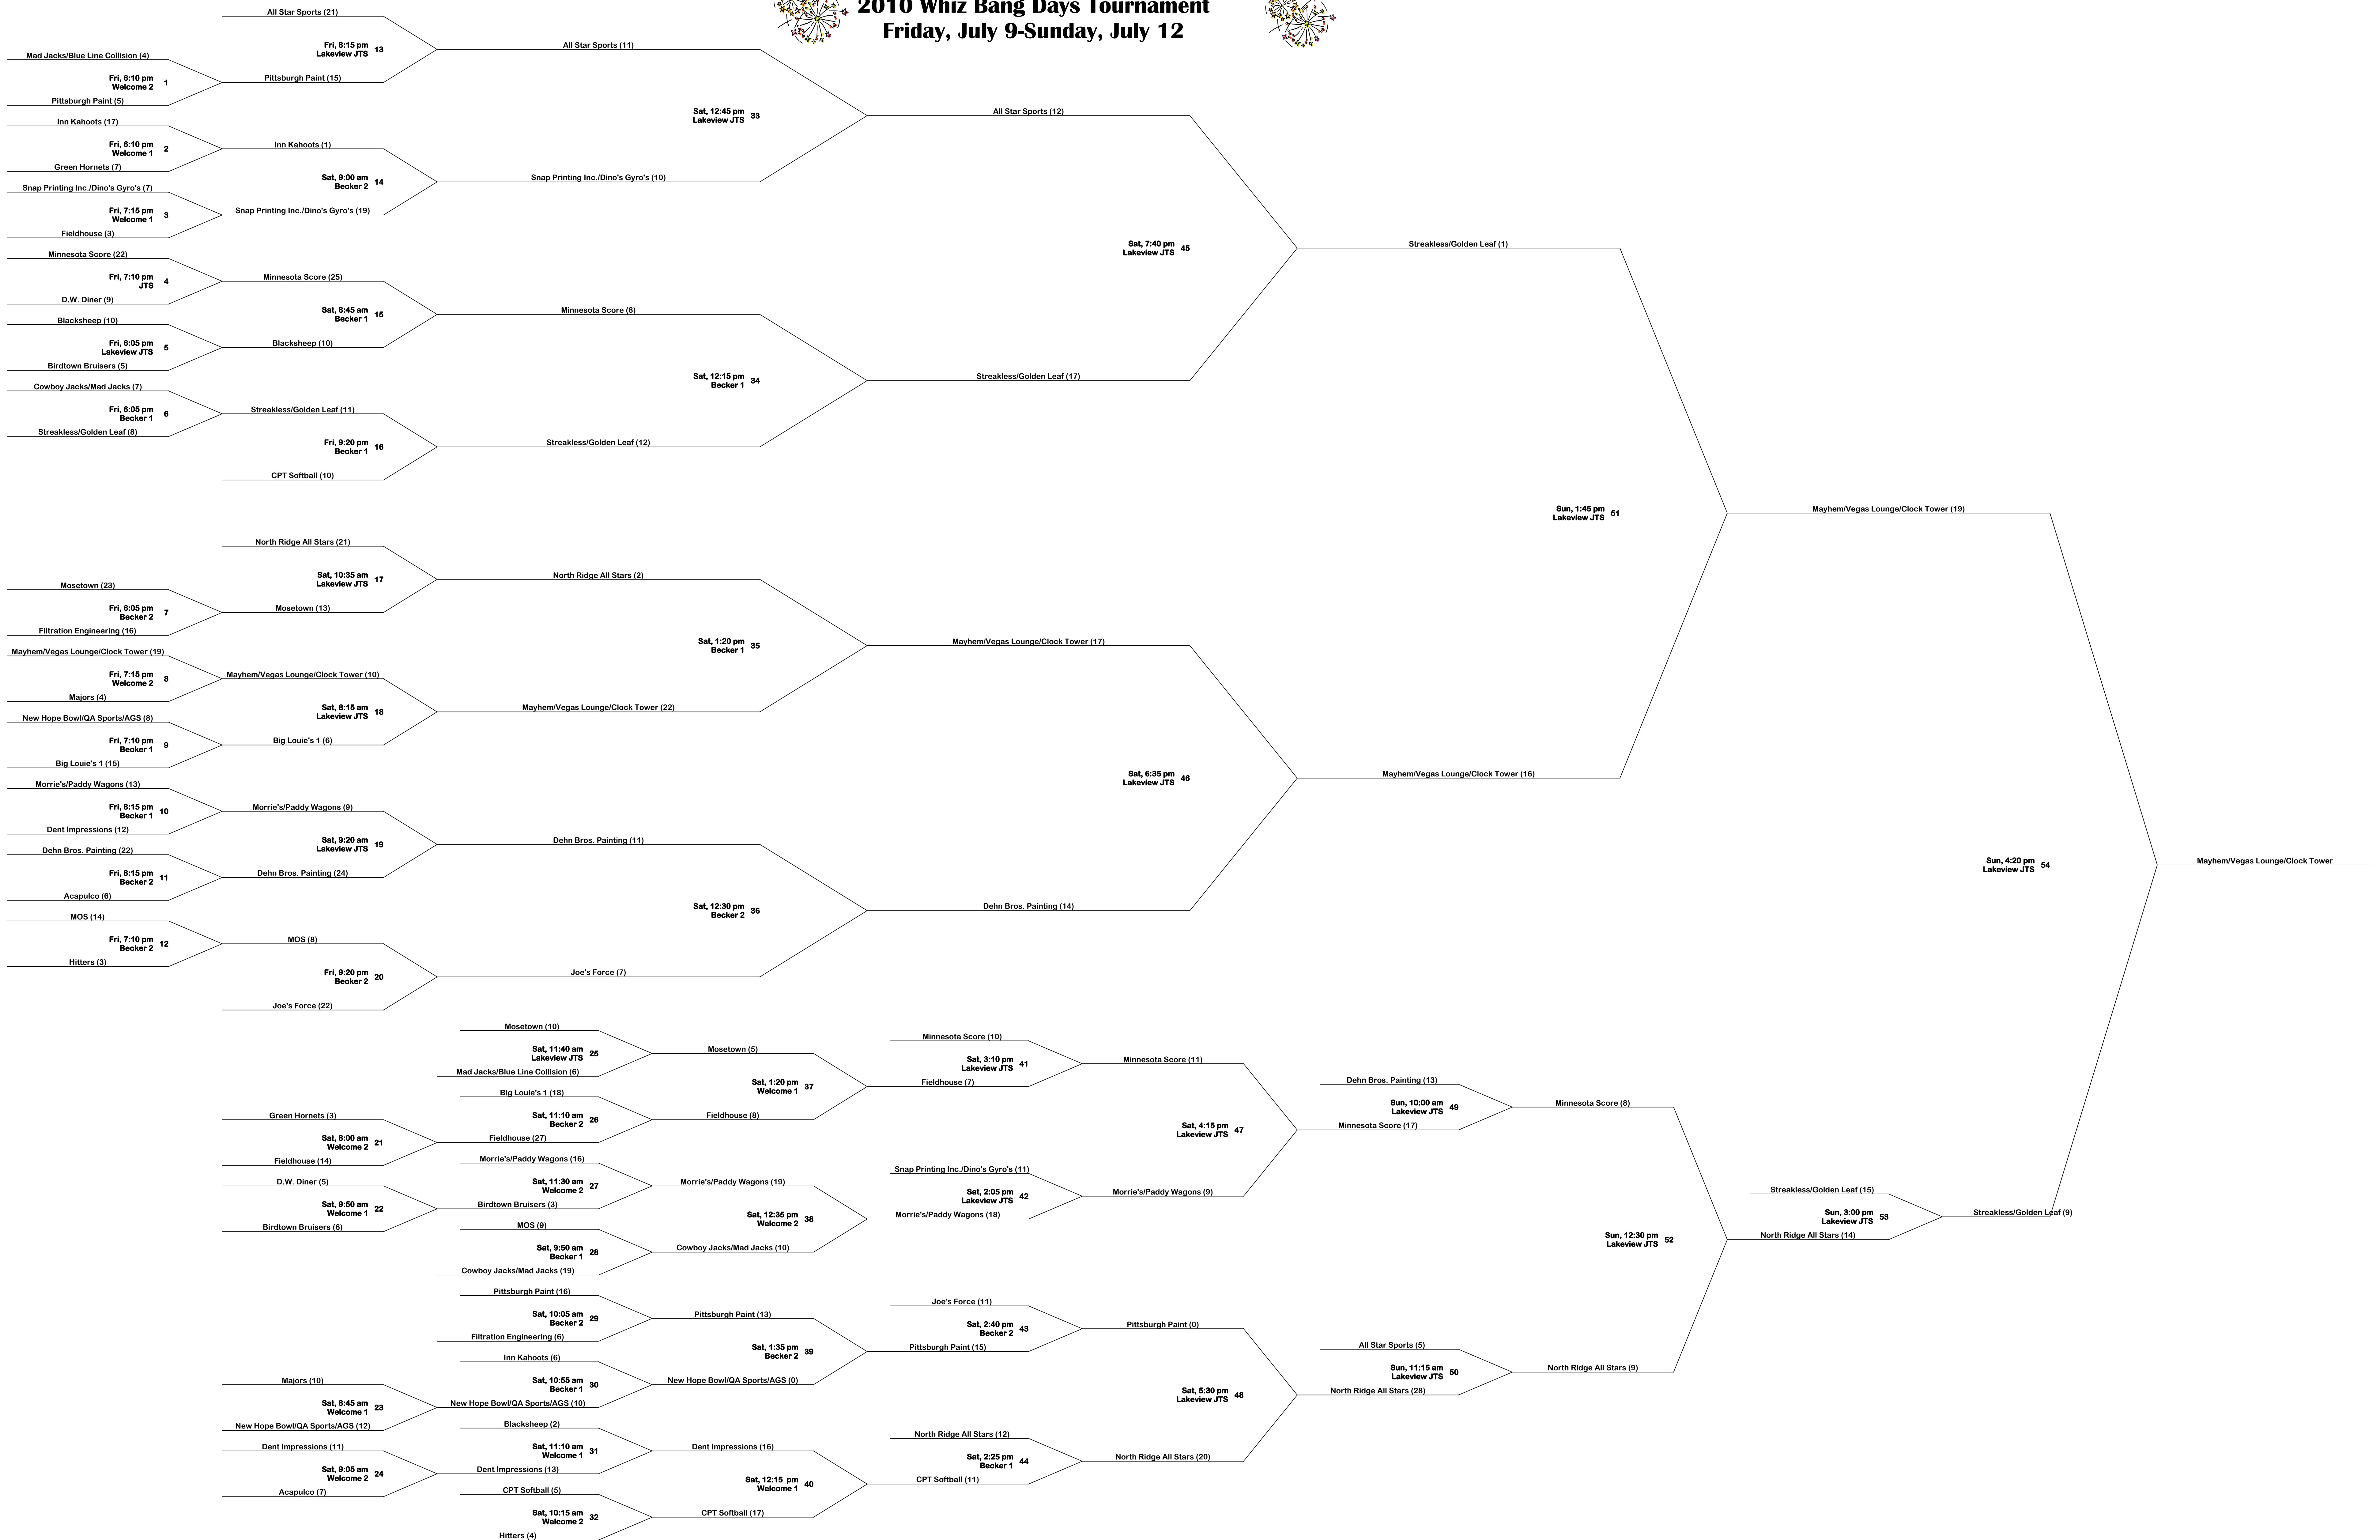 2010 Whiz Bang Days Tournament
Friday, July 9-Sunday, July 12
All Star Sports (21)
Fri, 8:15 pm
Lakeview JTS 13
Mad Jacks/Blue Line Collision (4)
Fri, 6:10 pm
Welcome 2 1
Pittsburgh Paint (15)
Pittsburgh Paint (5)
All Star Sports (11)
Sat, 12:45 pm
Lakeview JTS 33
Inn Kahoots (17)
Fri, 6:10 pm
Welcome 1 2
Green Hornets (7)
Inn Kahoots (1)
Sat, 9:00 am
Becker 2 14
Snap Printing Inc./Dino's Gyro's (7)
Fri, 7:15 pm
Welcome 1 3
Snap Printing Inc./Dino's Gyro's (19)
Fieldhouse (3)
Snap Printing Inc./Dino's Gyro's (10)
All Star Sports (12)
Sat, 7:40 pm
Lakeview JTS 45
Minnesota Score (22)
Fri, 7:10 pm
JTS 4
D.W. Diner (9)
Minnesota Score (25)
Sat, 8:45 am
Becker 1 15
Blacksheep (10)
Fri, 6:05 pm
Lakeview JTS 5
Blacksheep (10)
Birdtown Bruisers (5)
Minnesota Score (8)
Sat, 12:15 pm
Becker 1 34
Cowboy Jacks/Mad Jacks (7)
Fri, 6:05 pm
Becker 1 6
Streakless/Golden Leaf (8)
Streakless/Golden Leaf (11)
Fri, 9:20 pm
Becker 1 16
CPT Softball (10)
Streakless/Golden Leaf (12)
Streakless/Golden Leaf (17)
Streakless/Golden Leaf (1)
Sun, 1:45 pm
Lakeview JTS 51
North Ridge All Stars (21)
Sat, 10:35 am
Lakeview JTS 17
Mosetown (23)
Fri, 6:05 pm
Becker 2 7
Mosetown (13)
Filtration Engineering (16)
North Ridge All Stars (2)
Sat, 1:20 pm
Becker 1 35
Mayhem/Vegas Lounge/Clock Tower (19)
Fri, 7:15 pm
Welcome 2 8
Majors (4)
Mayhem/Vegas Lounge/Clock Tower (10)
Sat, 8:15 am
Lakeview JTS 18
New Hope Bowl/QA Sports/AGS (8)
Fri, 7:10 pm
Becker 1 9
Big Louie's 1 (6)
Big Louie's 1 (15)
Mayhem/Vegas Lounge/Clock Tower (22)
Mayhem/Vegas Lounge/Clock Tower (17)
Sat, 6:35 pm
Lakeview JTS 46
Morrie's/Paddy Wagons (13)
Fri, 8:15 pm
Becker 1 10
Dent Impressions (12)
Morrie's/Paddy Wagons (9)
Sat, 9:20 am
Lakeview JTS 19
Dehn Bros. Painting (22)
Fri, 8:15 pm
Becker 2 11
Dehn Bros. Painting (24)
Acapulco (6)
Dehn Bros. Painting (11)
Sat, 12:30 pm
Becker 2 36
MOS (14)
Fri, 7:10 pm
Becker 2 12
Hitters (3)
MOS (8)
Fri, 9:20 pm
Becker 2 20
Joe's Force (22)
Joe's Force (7)
Dehn Bros. Painting (14)
Mayhem/Vegas Lounge/Clock Tower (16)
Mayhem/Vegas Lounge/Clock Tower (19)
Sun, 4:20 pm
Lakeview JTS 54
Mayhem/Vegas Lounge/Clock Tower
Mosetown (10)
Sat, 11:40 am
Lakeview JTS 25
Mad Jacks/Blue Line Collision (6)
Mosetown (5)
Sat, 1:20 pm
Welcome 1 37
Big Louie's 1 (18)
Sat, 11:10 am
Becker 2 26
Fieldhouse (8)
Green Hornets (3)
Sat, 8:00 am
Welcome 2 21
Fieldhouse (27)
Fieldhouse (14)
Minnesota Score (10)
Sat, 3:10 pm
Lakeview JTS 41
Fieldhouse (7)
Minnesota Score (11)
Sat, 4:15 pm
Lakeview JTS 47
Morrie's/Paddy Wagons (16)
Sat, 11:30 am
Welcome 2 27
D.W. Diner (5)
Sat, 9:50 am
Welcome 1 22
Birdtown Bruisers (3)
Birdtown Bruisers (6)
Morrie's/Paddy Wagons (19)
Sat, 12:35 pm
Welcome 2 38
MOS (9)
Sat, 9:50 am
Becker 1 28
Cowboy Jacks/Mad Jacks (10)
Cowboy Jacks/Mad Jacks (19)
Snap Printing Inc./Dino's Gyro's (11)
Sat, 2:05 pm
Lakeview JTS 42
Morrie's/Paddy Wagons (18)
Morrie's/Paddy Wagons (9)
Dehn Bros. Painting (13)
Sun, 10:00 am
Lakeview JTS 49
Minnesota Score (17)
Minnesota Score (8)
Sun, 12:30 pm
Lakeview JTS 52
Streakless/Golden Leaf (15)
Sun, 3:00 pm
Lakeview JTS 53
North Ridge All Stars (14)
Streakless/Golden Leaf (9)
Pittsburgh Paint (16)
Sat, 10:05 am
Becker 2 29
Filtration Engineering (6)
Pittsburgh Paint (13)
Sat, 1:35 pm
Becker 2 39
Inn Kahoots (6)
Sat, 10:55 am
Becker 1 30
New Hope Bowl/QA Sports/AGS (0)
Majors (10)
Sat, 8:45 am
Welcome 1 23
New Hope Bowl/QA Sports/AGS (10)
New Hope Bowl/QA Sports/AGS (12)
Joe's Force (11)
Sat, 2:40 pm
Becker 2 43
Pittsburgh Paint (15)
Pittsburgh Paint (0)
Sat, 5:30 pm
Lakeview JTS 48
All Star Sports (5)
Sun, 11:15 am
Lakeview JTS 50
North Ridge All Stars (28)
North Ridge All Stars (9)
Blacksheep (2)
Sat, 11:10 am
Welcome 1 31
Dent Impressions (11)
Sat, 9:05 am
Welcome 2 24
Dent Impressions (13)
Acapulco (7)
Dent Impressions (16)
Sat, 12:15 pm
Welcome 1 40
CPT Softball (5)
Sat, 10:15 am
Welcome 2 32
CPT Softball (17)
Hitters (4)
North Ridge All Stars (12)
Sat, 2:25 pm
Becker 1 44
CPT Softball (11)
North Ridge All Stars (20)